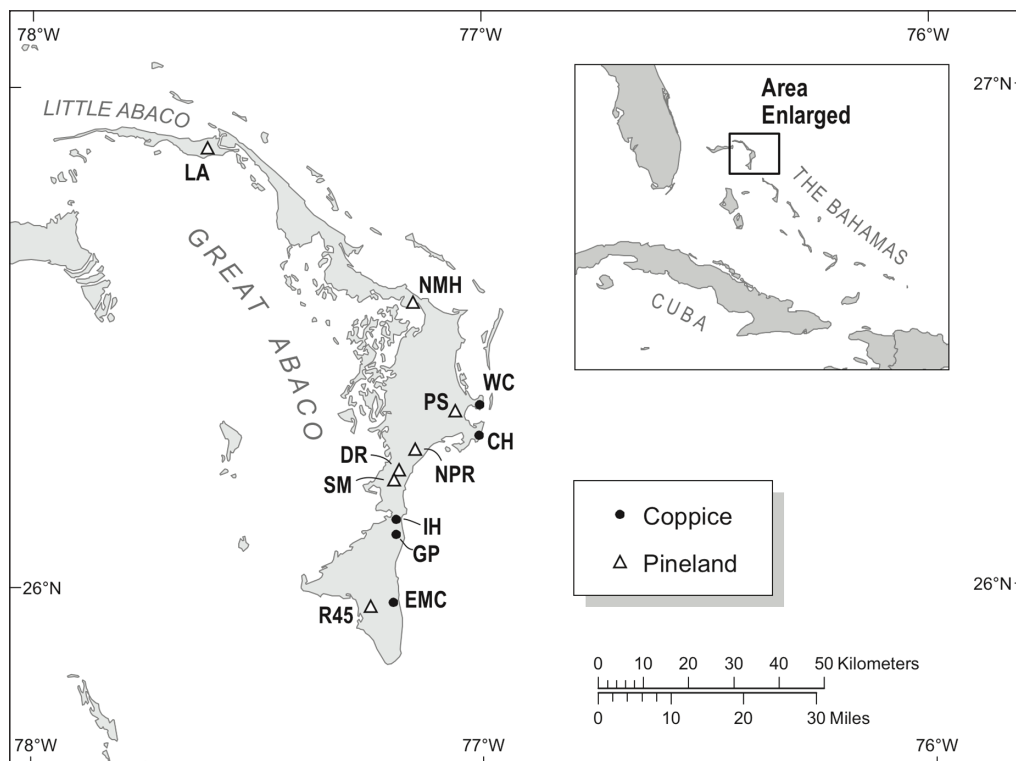 78°W
77°W
76°W
27°N
LITTLE ABACO
LA
GREAT ABACO
NMH
WC
PS
CH
DR
NPR
SM
IH
GP
26°N
EMC
R45
Area
Enlarged
THE BAHAMAS
CUBA
Coppice
Pineland
26°N
0 10 20 30 40 50 Kilometers
0 10 20 30 Miles
78°W
77°W
76°W